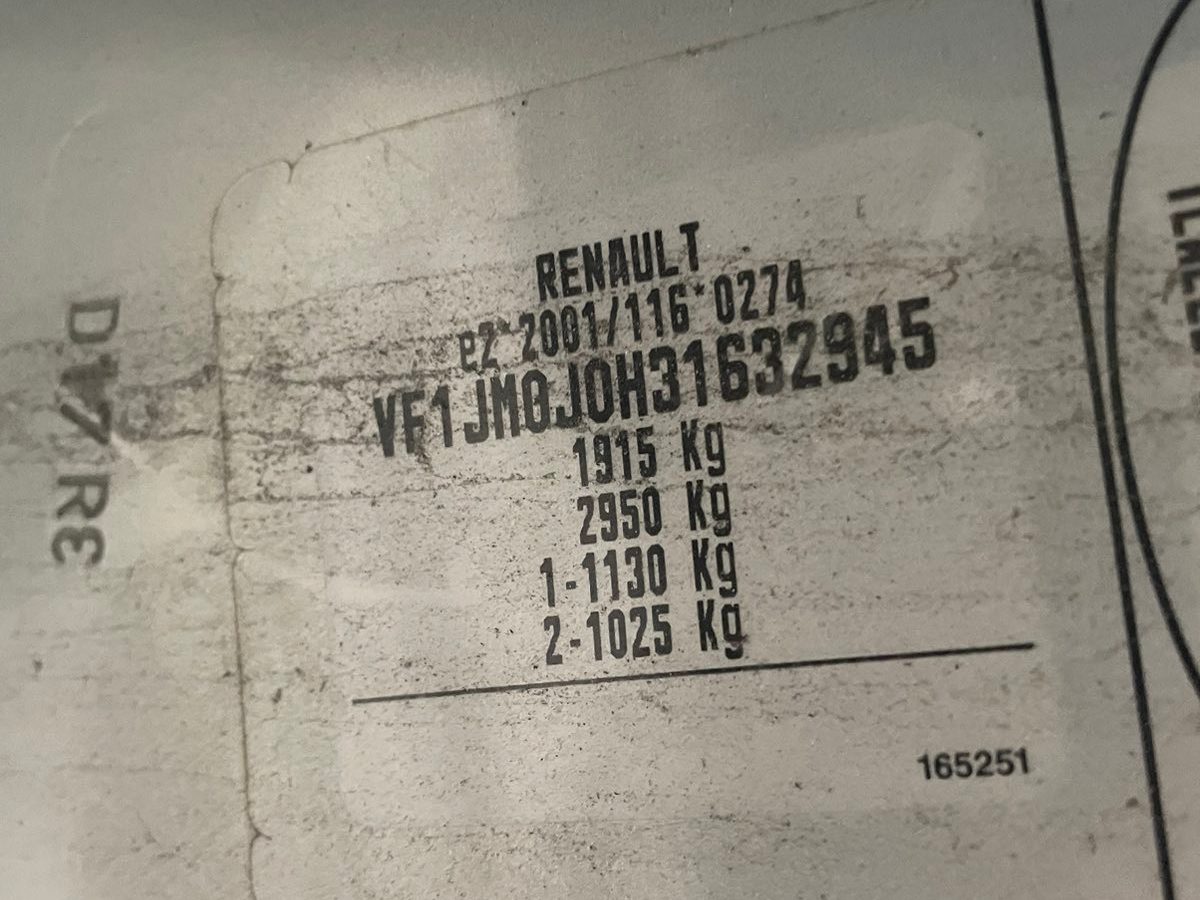 RENAULT
e2*2001/116*0274
VF1JM0J0H31632945
1915 Kg
2950 Kg
1-1130 Kg
2-1025 Kg
165251